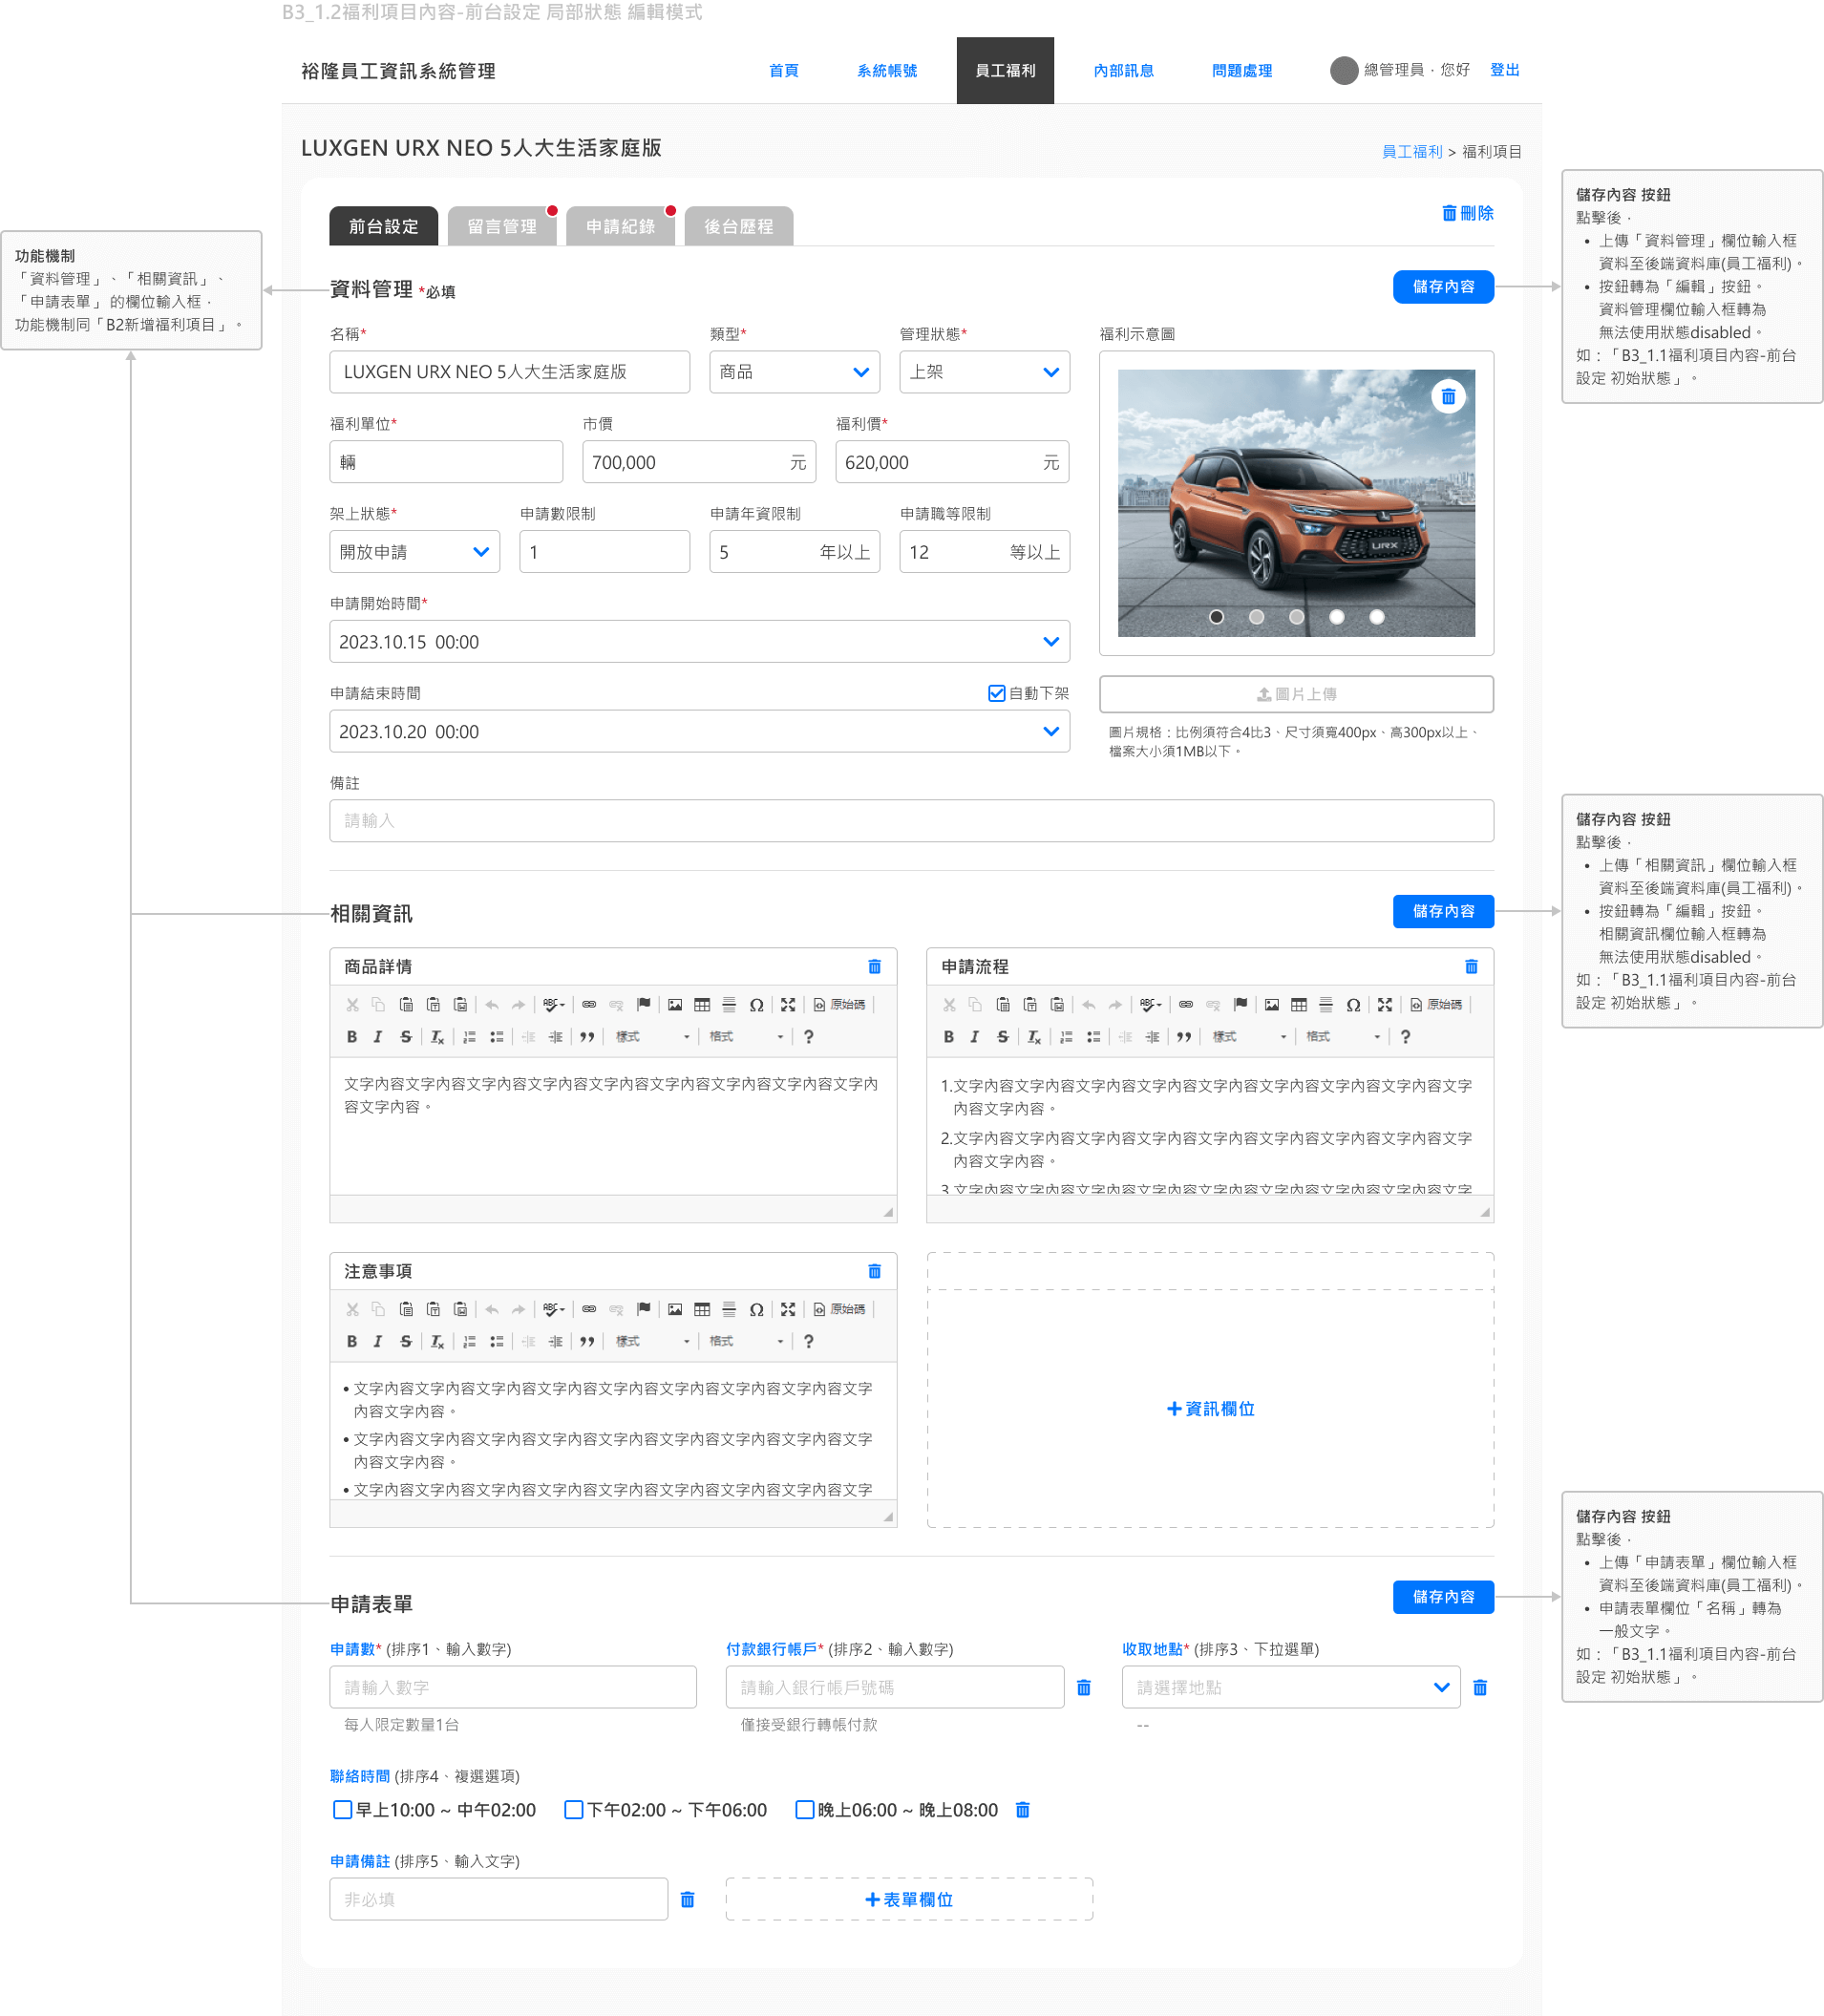 B3_1.2福利項目內容-前台設定 局部狀態 編輯模式
裕隆員工資訊系統管理
首頁
系統帳號
員工福利
內部訊息
問題處理
總管理員，您好
登出
LUXGEN URX NEO 5人大生活家庭版
員工福利 > 福利項目
前台設定
留言管理
申請紀錄
後台歷程
刪除
功能機制
「資料管理」、「相關資訊」、
「申請表單」 的欄位輸入框，
功能機制同「B2新增福利項目」。
資料管理 *必填
儲存內容
儲存內容 按鈕
點擊後，
• 上傳「資料管理」欄位輸入框
資料至後端資料庫(員工福利)。
• 按鈕轉為「編輯」按鈕。
資料管理欄位輸入框轉為
無法使用狀態disabled。
如：「B3_1.1福利項目內容-前台
設定 初始狀態」。
名稱*
LUXGEN URX NEO 5人大生活家庭版
類型*
商品
管理狀態*
上架
福利示意圖
URX
福利單位*
輛
市價
700,000 元
福利價*
620,000 元
架上狀態*
開放申請
申請數限制
1
申請年資限制
5 年以上
申請職等限制
12 等以上
申請開始時間*
2023.10.15 00:00
申請結束時間
自動下架
2023.10.20 00:00
圖片上傳
圖片規格：比例須符合4比3、尺寸須寬400px、高300px以上、
檔案大小須1MB以下。
備註
請輸入
相關資訊
儲存內容
儲存內容 按鈕
點擊後，
• 上傳「相關資訊」欄位輸入框
資料至後端資料庫(員工福利)。
• 按鈕轉為「編輯」按鈕。
相關資訊欄位輸入框轉為
無法使用狀態disabled。
如：「B3_1.1福利項目內容-前台
設定 初始狀態」。
商品詳情
ABC 原始碼
B I S Tx 樣式 格式 ?
文字內容文字內容文字內容文字內容文字內容文字內容文字內容文字內容文字內
容文字內容。
申請流程
ABC 原始碼
B I S Tx 樣式 格式 ?
1.文字內容文字內容文字內容文字內容文字內容文字內容文字內容文字內容文字
內容文字內容。
2.文字內容文字內容文字內容文字內容文字內容文字內容文字內容文字內容文字
內容文字內容。
3.文字內容文字內容文字內容文字內容文字內容文字內容文字內容文字內容文字
注意事項
ABC 原始碼
B I S Tx 樣式 格式 ?
• 文字內容文字內容文字內容文字內容文字內容文字內容文字內容文字內容文字
內容文字內容。
• 文字內容文字內容文字內容文字內容文字內容文字內容文字內容文字內容文字
內容文字內容。
• 文字內容文字內容文字內容文字內容文字內容文字內容文字內容文字內容文字
+資訊欄位
申請表單
儲存內容
儲存內容 按鈕
點擊後，
• 上傳「申請表單」欄位輸入框
資料至後端資料庫(員工福利)。
• 申請表單欄位「名稱」轉為
一般文字。
如：「B3_1.1福利項目內容-前台
設定 初始狀態」。
申請數* (排序1、輸入數字)
請輸入數字
每人限定數量1台
付款銀行帳戶* (排序2、輸入數字)
請輸入銀行帳戶號碼
僅接受銀行轉帳付款
收取地點* (排序3、下拉選單)
請選擇地點
--
聯絡時間 (排序4、複選選項)
早上10:00 ~ 中午02:00
下午02:00 ~ 下午06:00
晚上06:00 ~ 晚上08:00
申請備註 (排序5、輸入文字)
非必填
+表單欄位